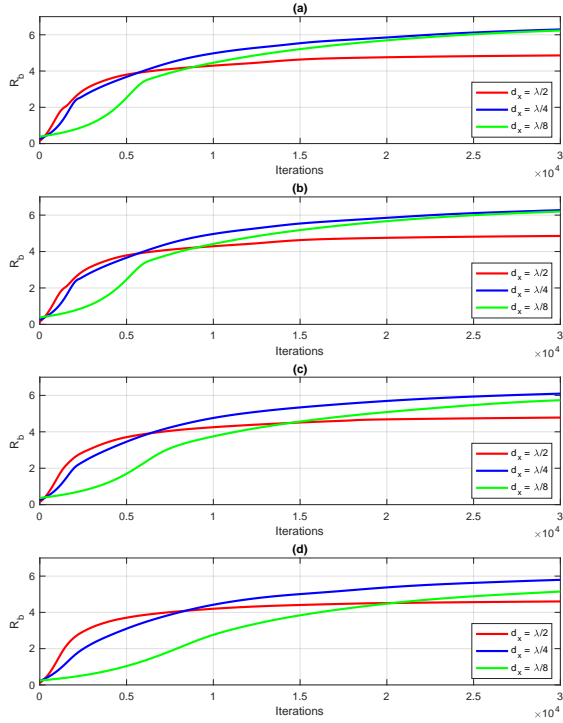 (a)
6
4
2
0
R_b
d_x = λ/2
d_x = λ/4
d_x = λ/8
0 0.5 1 1.5 2 2.5 3
Iterations
×10^4
(b)
6
4
2
0
R_b
d_x = λ/2
d_x = λ/4
d_x = λ/8
0 0.5 1 1.5 2 2.5 3
Iterations
×10^4
(c)
6
4
2
0
R_b
d_x = λ/2
d_x = λ/4
d_x = λ/8
0 0.5 1 1.5 2 2.5 3
Iterations
×10^4
(d)
6
4
2
0
R_b
d_x = λ/2
d_x = λ/4
d_x = λ/8
0 0.5 1 1.5 2 2.5 3
Iterations
×10^4